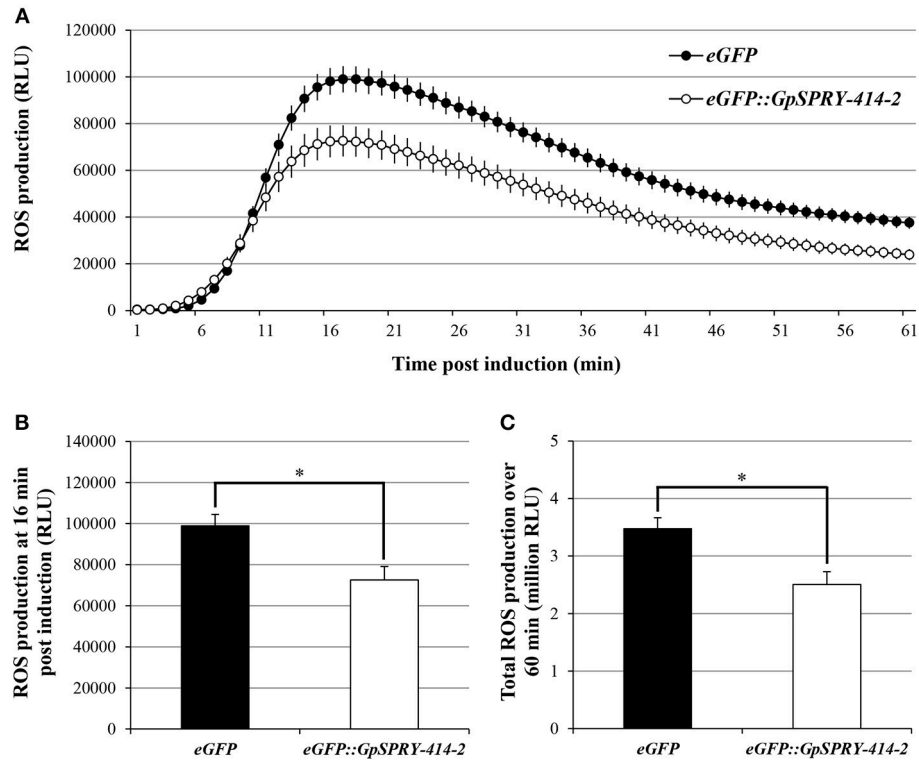 A
ROS production (RLU)
120000
100000
80000
60000
40000
20000
0
eGFP
eGFP::GpSPRY-414-2
1 6 11 16 21 26 31 36 41 46 51 56 61
Time post induction (min)
B
ROS production at 16 min
post induction (RLU)
140000
120000
100000
80000
60000
40000
20000
0
*
eGFP eGFP::GpSPRY-414-2
C
Total ROS production over
60 min (million RLU)
5
4
3
2
1
0
*
eGFP eGFP::GpSPRY-414-2